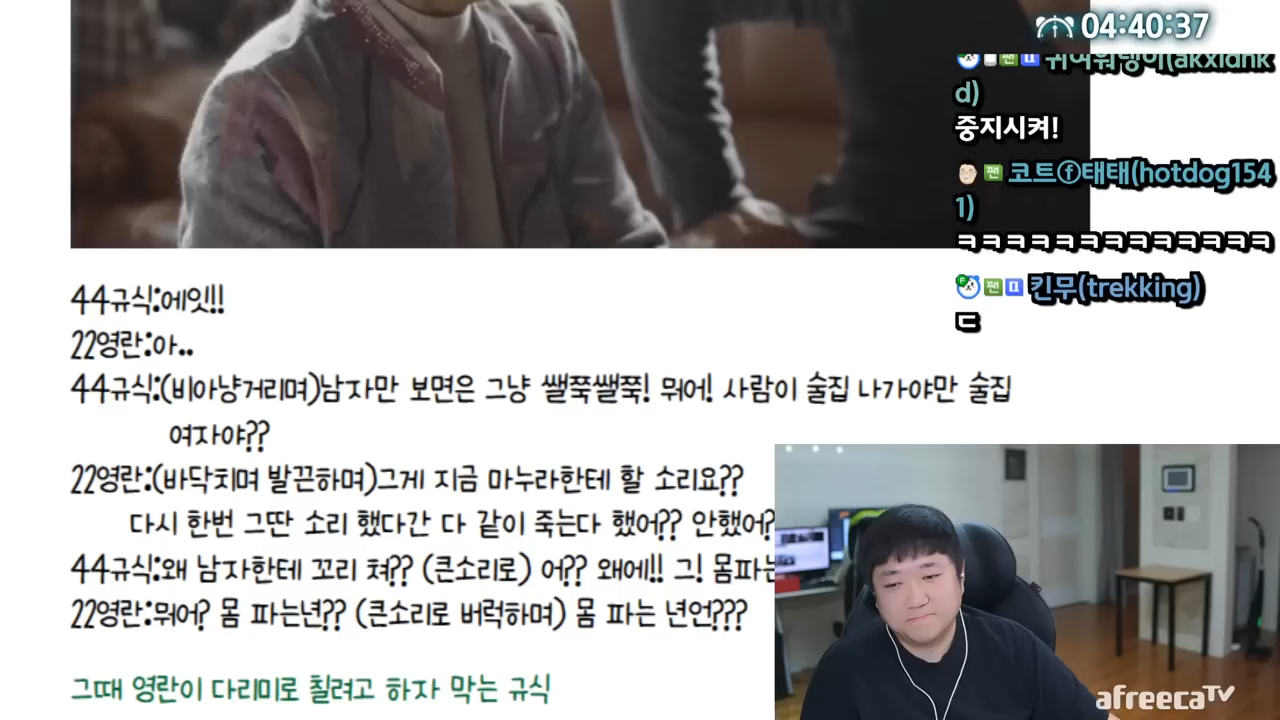 04:40:37
d)
중지시켜!
팬 코트ⓕ태태(hotdog154
1)
ㅋㅋㅋㅋㅋㅋㅋㅋㅋㅋㅋㅋㅋ
팬 킨무(trekking)
ㄷ
44규식:에잇!!
22영란:아..
44규식:(비아냥거리며)남자만 보면은 그냥 쌜쭉쌜쭉! 뭐어! 사람이 술집 나가야만 술집
여자야??
22영란:(바닥치며 발끈하며)그게 지금 마누라한테 할 소리요??
다시 한번 그딴 소리 했다간 다 같이 죽는다 했어?? 안했어?
44규식:왜 남자한테 꼬리 쳐?? (큰소리로) 어?? 왜에!! 그! 몸파는
22영란:뭐어? 몸 파는년?? (큰소리로 버럭하며) 몸 파는 년언???
그때 영란이 다리미로 칠려고 하자 막는 규식
afreecaTV